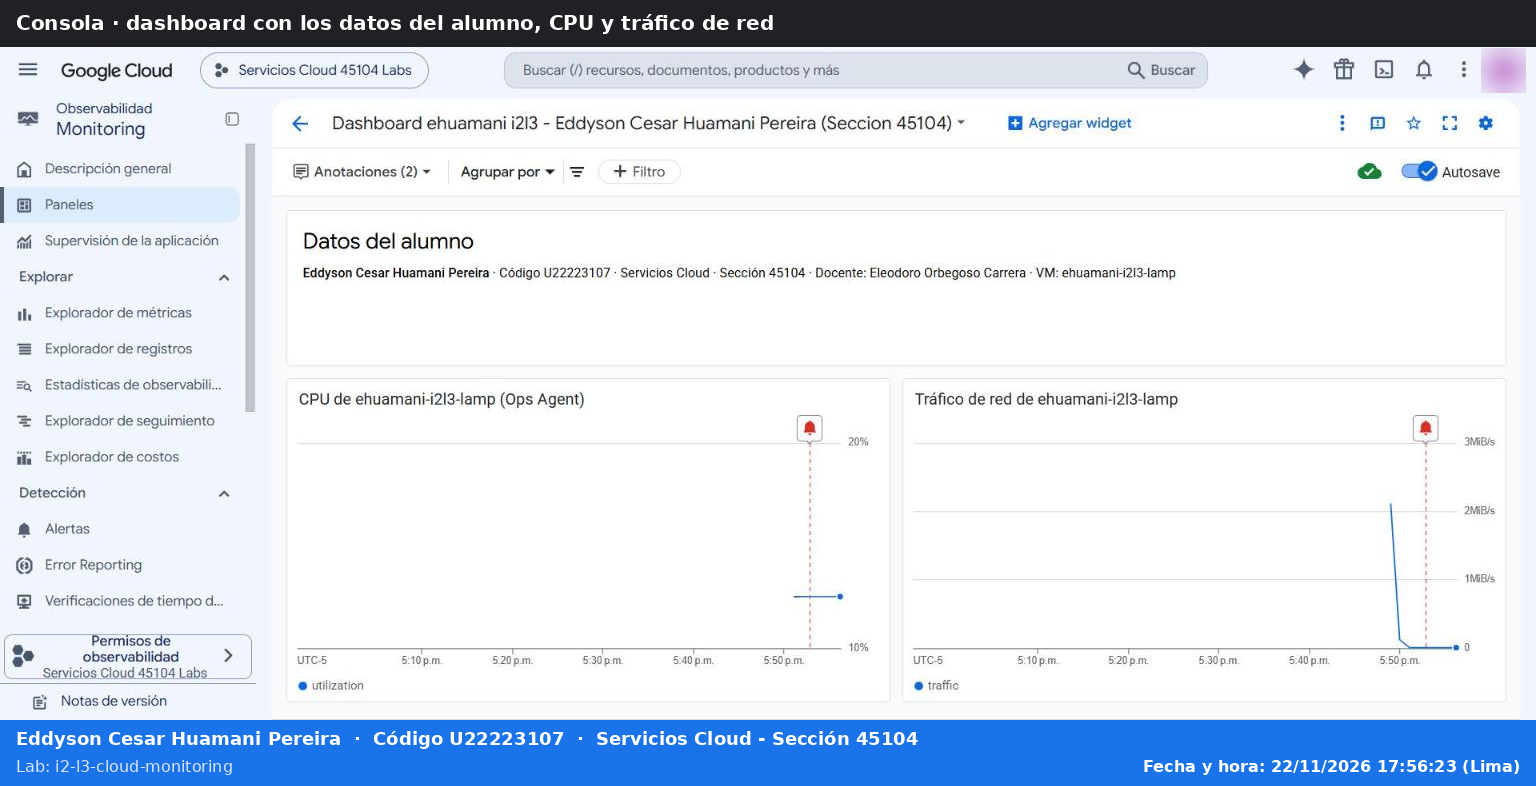 Consola · dashboard con los datos del alumno, CPU y tráfico de red
Google Cloud
Servicios Cloud 45104 Labs
Buscar (/) recursos, documentos, productos y más
Buscar
Observabilidad
Monitoring
Descripción general
Paneles
Supervisión de la aplicación
Explorar
Explorador de métricas
Explorador de registros
Estadísticas de observabili...
Explorador de seguimiento
Explorador de costos
Detección
Alertas
Error Reporting
Verificaciones de tiempo d...
Permisos de
observabilidad
Servicios Cloud 45104 Labs
Notas de versión
Dashboard ehuamani i2l3 - Eddyson Cesar Huamani Pereira (Seccion 45104)
Agregar widget
Anotaciones (2)
Agrupar por
Filtro
Autosave
Datos del alumno
Eddyson Cesar Huamani Pereira · Código U22223107 · Servicios Cloud · Sección 45104 · Docente: Eleodoro Orbegoso Carrera · VM: ehuamani-i2l3-lamp
CPU de ehuamani-i2l3-lamp (Ops Agent)
20%
10%
UTC-5 5:10 p.m. 5:20 p.m. 5:30 p.m. 5:40 p.m. 5:50 p.m.
utilization
Tráfico de red de ehuamani-i2l3-lamp
3MiB/s
2MiB/s
1MiB/s
0
UTC-5 5:10 p.m. 5:20 p.m. 5:30 p.m. 5:40 p.m. 5:50 p.m.
traffic
Eddyson Cesar Huamani Pereira · Código U22223107 · Servicios Cloud - Sección 45104
Lab: i2-l3-cloud-monitoring
Fecha y hora: 22/11/2026 17:56:23 (Lima)